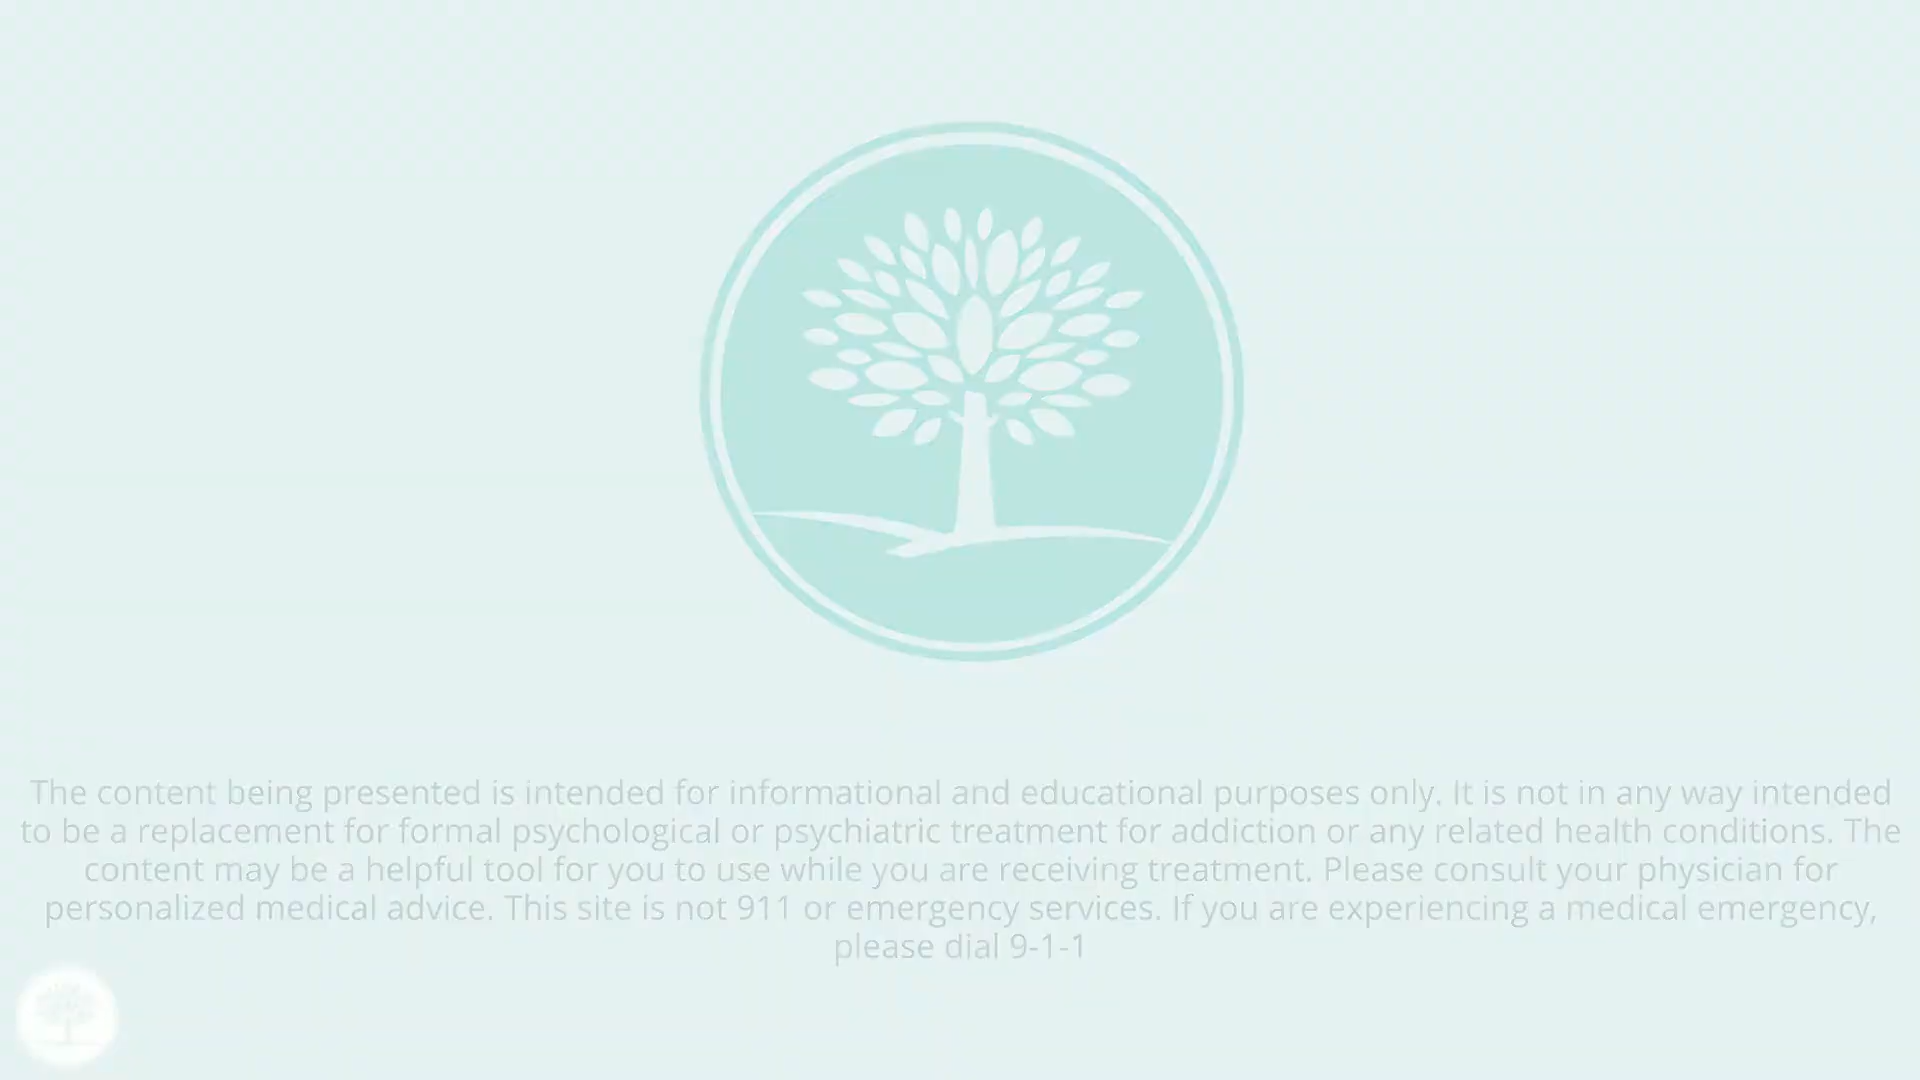 The content being presented is intended for informational and educational purposes only. It is not in any way intended
to be a replacement for formal psychological or psychiatric treatment for addiction or any related health conditions. The
content may be a helpful tool for you to use while you are receiving treatment. Please consult your physician for
personalized medical advice. This site is not 911 or emergency services. If you are experiencing a medical emergency,
please dial 9-1-1